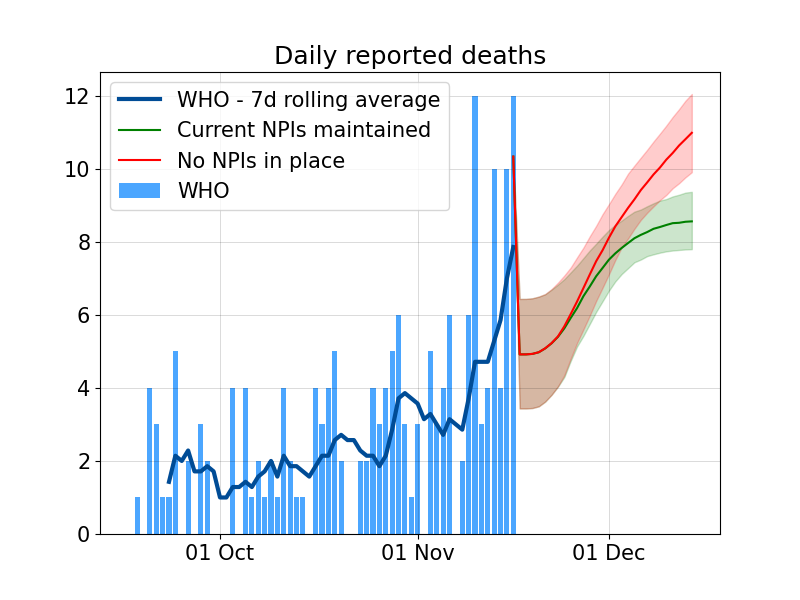 Daily reported deaths
12
10
8
6
4
2
0
WHO - 7d rolling average
Current NPIs maintained
No NPIs in place
WHO
01 Oct
01 Nov
01 Dec